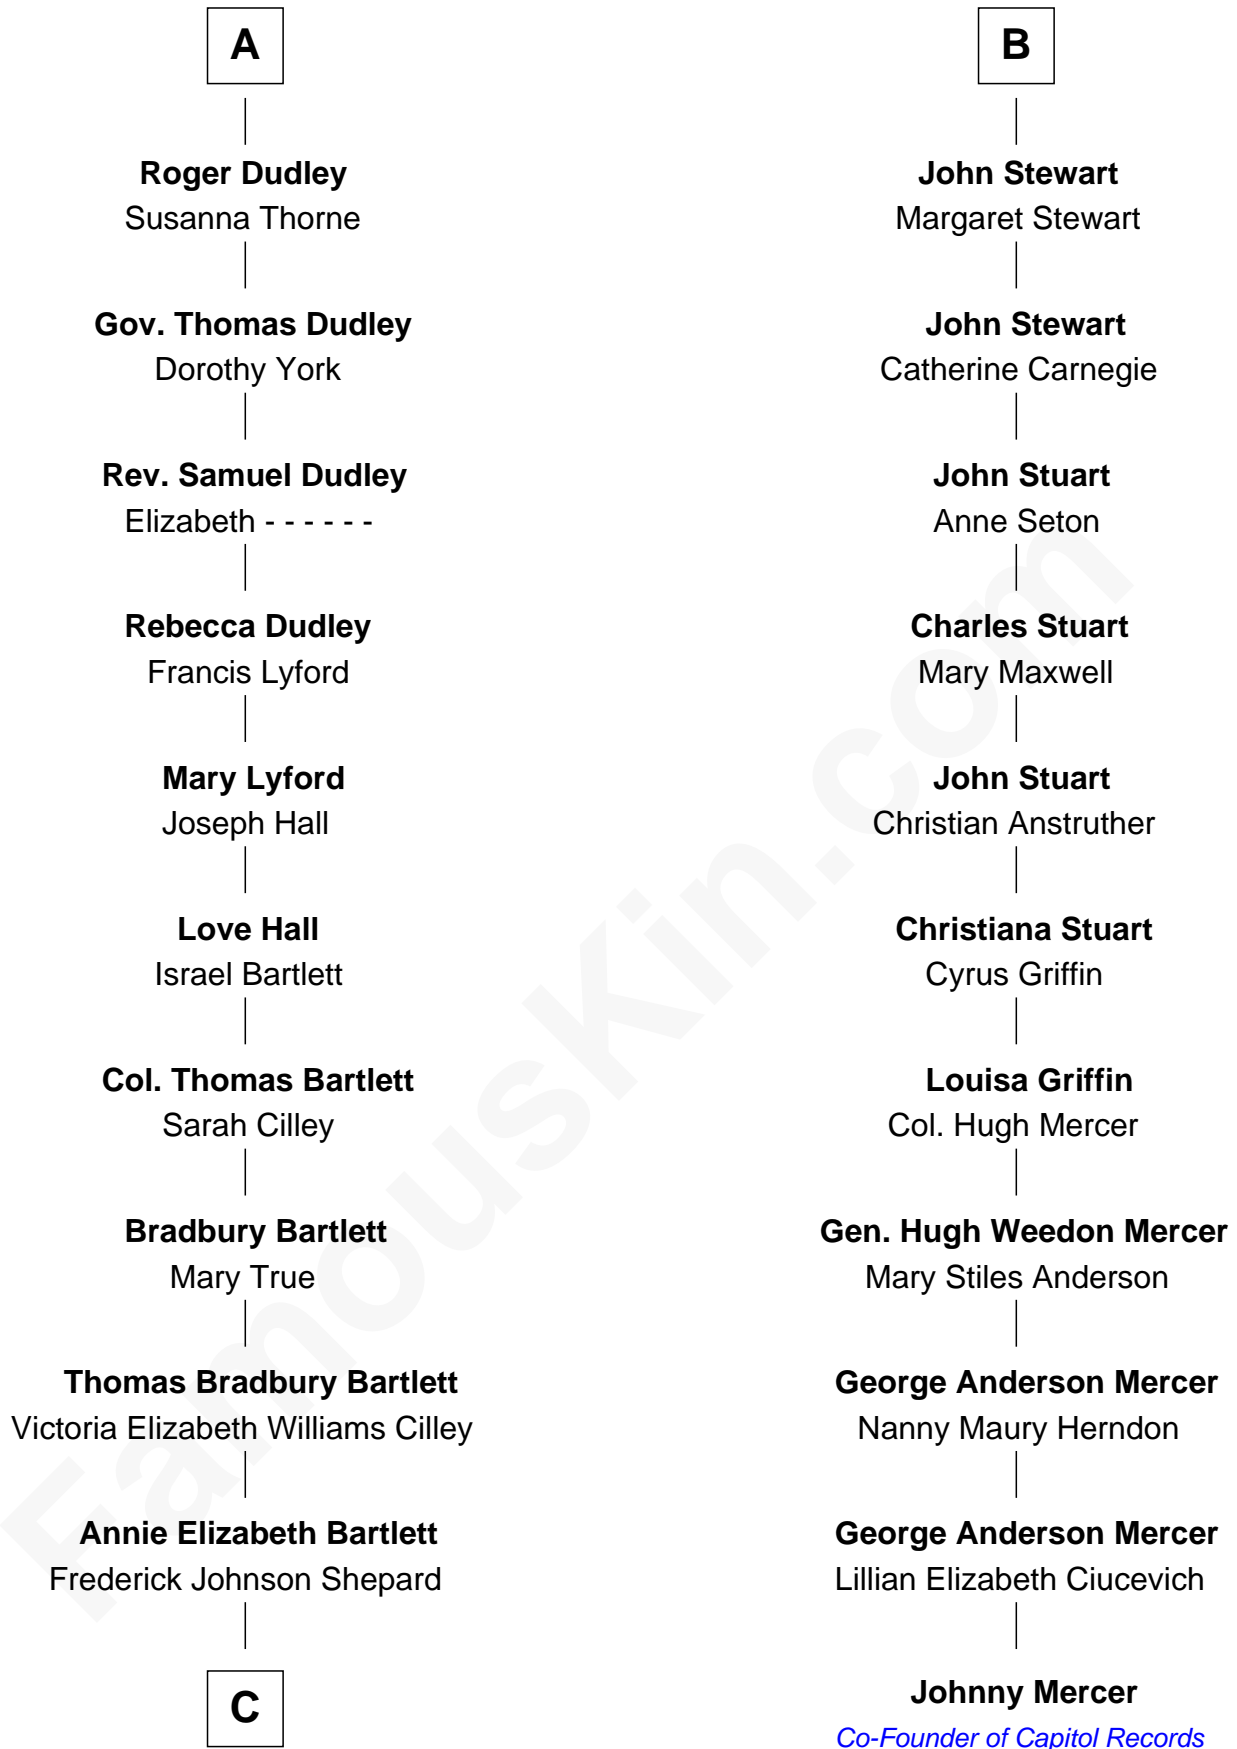 A
Roger Dudley
Susanna Thorne
Gov. Thomas Dudley
Dorothy York
Rev. Samuel Dudley
Elizabeth - - - - - -
Rebecca Dudley
Francis Lyford
Mary Lyford
Joseph Hall
Love Hall
Israel Bartlett
Col. Thomas Bartlett
Sarah Cilley
Bradbury Bartlett
Mary True
Thomas Bradbury Bartlett
Victoria Elizabeth Williams Cilley
Annie Elizabeth Bartlett
Frederick Johnson Shepard
C
B
John Stewart
Margaret Stewart
John Stewart
Catherine Carnegie
John Stuart
Anne Seton
Charles Stuart
Mary Maxwell
John Stuart
Christian Anstruther
Christiana Stuart
Cyrus Griffin
Louisa Griffin
Col. Hugh Mercer
Gen. Hugh Weedon Mercer
Mary Stiles Anderson
George Anderson Mercer
Nanny Maury Herndon
George Anderson Mercer
Lillian Elizabeth Ciucevich
Johnny Mercer
Co-Founder of Capitol Records
FamousKin.com